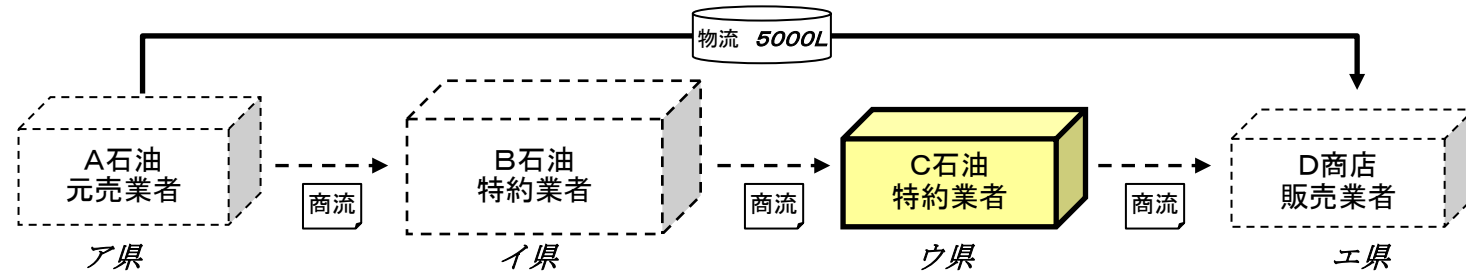 物流 5000L
A石油
元売業者
商流
B石油
特約業者
商流
C石油
特約業者
商流
D商店
販売業者
ア県
イ県
ウ県
エ県